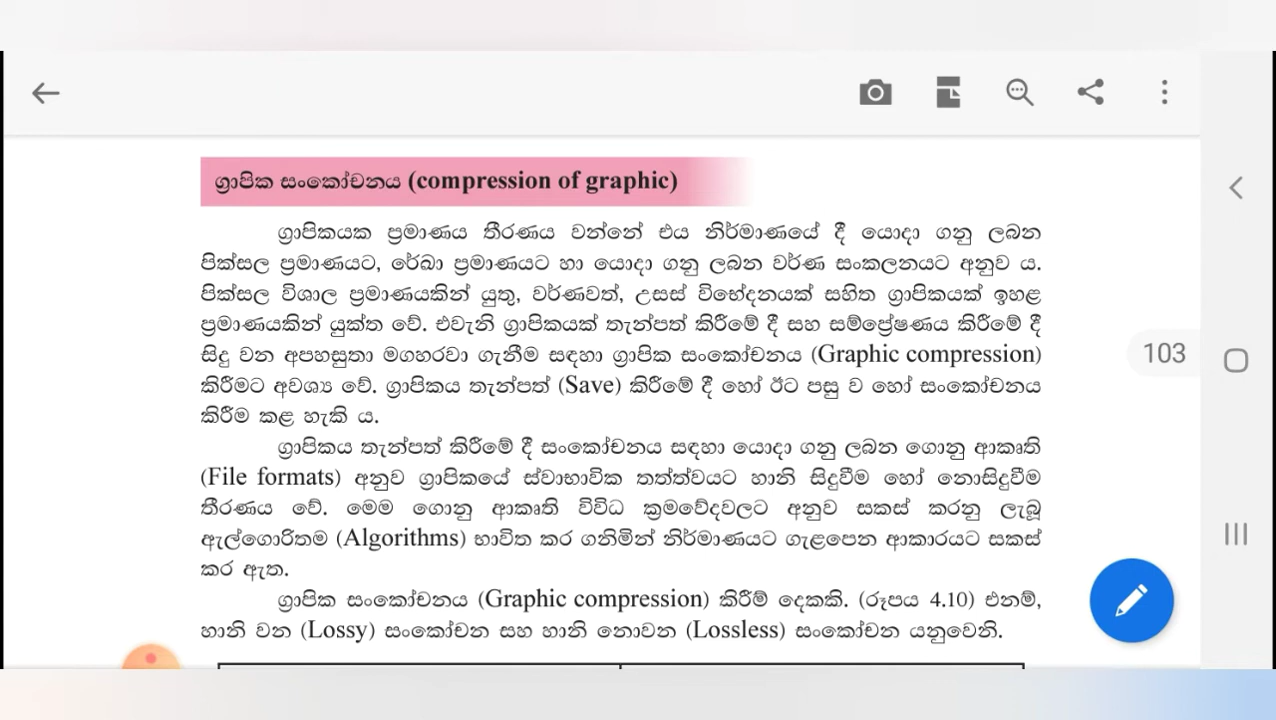 ග්‍රාපික සංකෝචනය (compression of graphic)
ග්‍රාපිකයක ප්‍රමාණය තීරණය වන්නේ එය නිර්මාණයේ දී යොදා ගනු ලබන
පික්සල ප්‍රමාණයට, රේඛා ප්‍රමාණයට හා යොදා ගනු ලබන වර්ණ සංකලනයට අනුව ය.
පික්සල විශාල ප්‍රමාණයකින් යුතු, වර්ණවත්, උසස් විභේදනයක් සහිත ග්‍රාපිකයක් ඉහළ
ප්‍රමාණයකින් යුක්ත වේ. එවැනි ග්‍රාපිකයක් තැන්පත් කිරීමේ දී සහ සම්ප්‍රේෂණය කිරීමේ දී
සිදු වන අපහසුතා මගහරවා ගැනීම සඳහා ග්‍රාපික සංකෝචනය (Graphic compression)
කිරීමට අවශ්‍ය වේ. ග්‍රාපිකය තැන්පත් (Save) කිරීමේ දී හෝ ඊට පසු ව හෝ සංකෝචනය
කිරීම කළ හැකි ය.
103
ග්‍රාපිකය තැන්පත් කිරීමේ දී සංකෝචනය සඳහා යොදා ගනු ලබන ගොනු ආකෘති
(File formats) අනුව ග්‍රාපිකයේ ස්වාභාවික තත්ත්වයට හානි සිදුවීම හෝ නොසිදුවීම
තීරණය වේ. මෙම ගොනු ආකෘති විවිධ ක්‍රමවේදවලට අනුව සකස් කරනු ලැබූ
ඇල්ගොරිතම (Algorithms) භාවිත කර ගනිමින් නිර්මාණයට ගැළපෙන ආකාරයට සකස්
කර ඇත.
ග්‍රාපික සංකෝචනය (Graphic compression) කිරීම් දෙකකි. (රූපය 4.10) එනම්,
හානි වන (Lossy) සංකෝචන සහ හානි නොවන (Lossless) සංකෝචන යනුවෙනි.